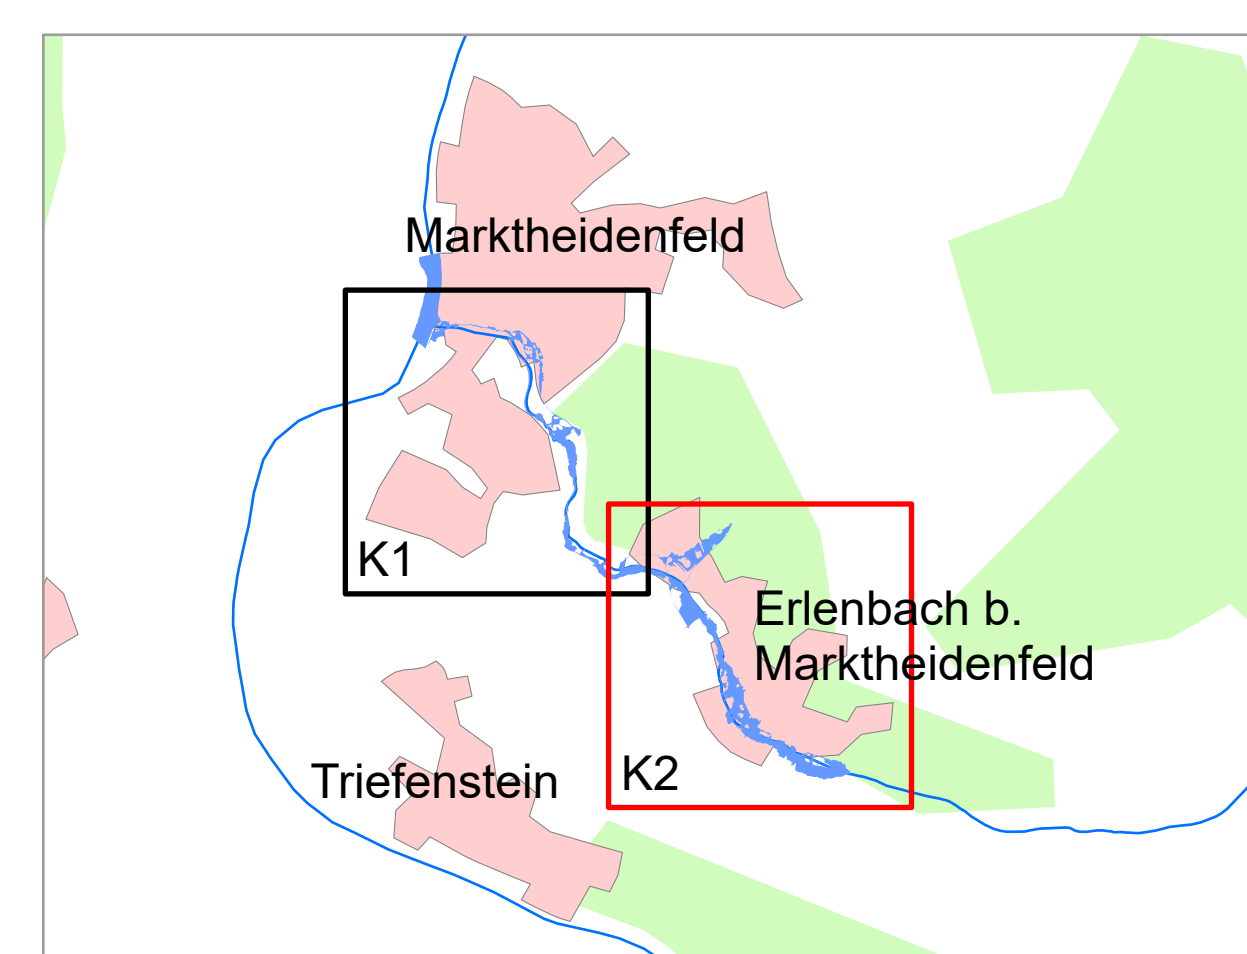 Marktheidenfeld
K1
Erlenbach b.
Marktheidenfeld
K2
Triefenstein